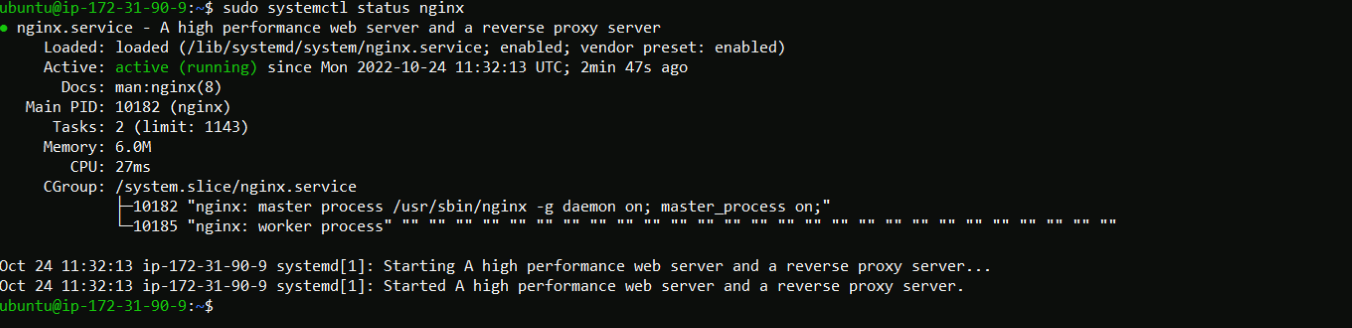 ubuntu@ip-172-31-90-9:~$ sudo systemctl status nginx
● nginx.service - A high performance web server and a reverse proxy server
Loaded: loaded (/lib/systemd/system/nginx.service; enabled; vendor preset: enabled)
Active: active (running) since Mon 2022-10-24 11:32:13 UTC; 2min 47s ago
Docs: man:nginx(8)
Main PID: 10182 (nginx)
Tasks: 2 (limit: 1143)
Memory: 6.0M
CPU: 27ms
CGroup: /system.slice/nginx.service
├─10182 "nginx: master process /usr/sbin/nginx -g daemon on; master_process on;"
└─10185 "nginx: worker process" "" "" "" "" "" "" "" "" "" "" "" "" "" "" "" "" "" "" "" "" "" "" "" "" "" "" ""
Oct 24 11:32:13 ip-172-31-90-9 systemd[1]: Starting A high performance web server and a reverse proxy server...
Oct 24 11:32:13 ip-172-31-90-9 systemd[1]: Started A high performance web server and a reverse proxy server.
ubuntu@ip-172-31-90-9:~$